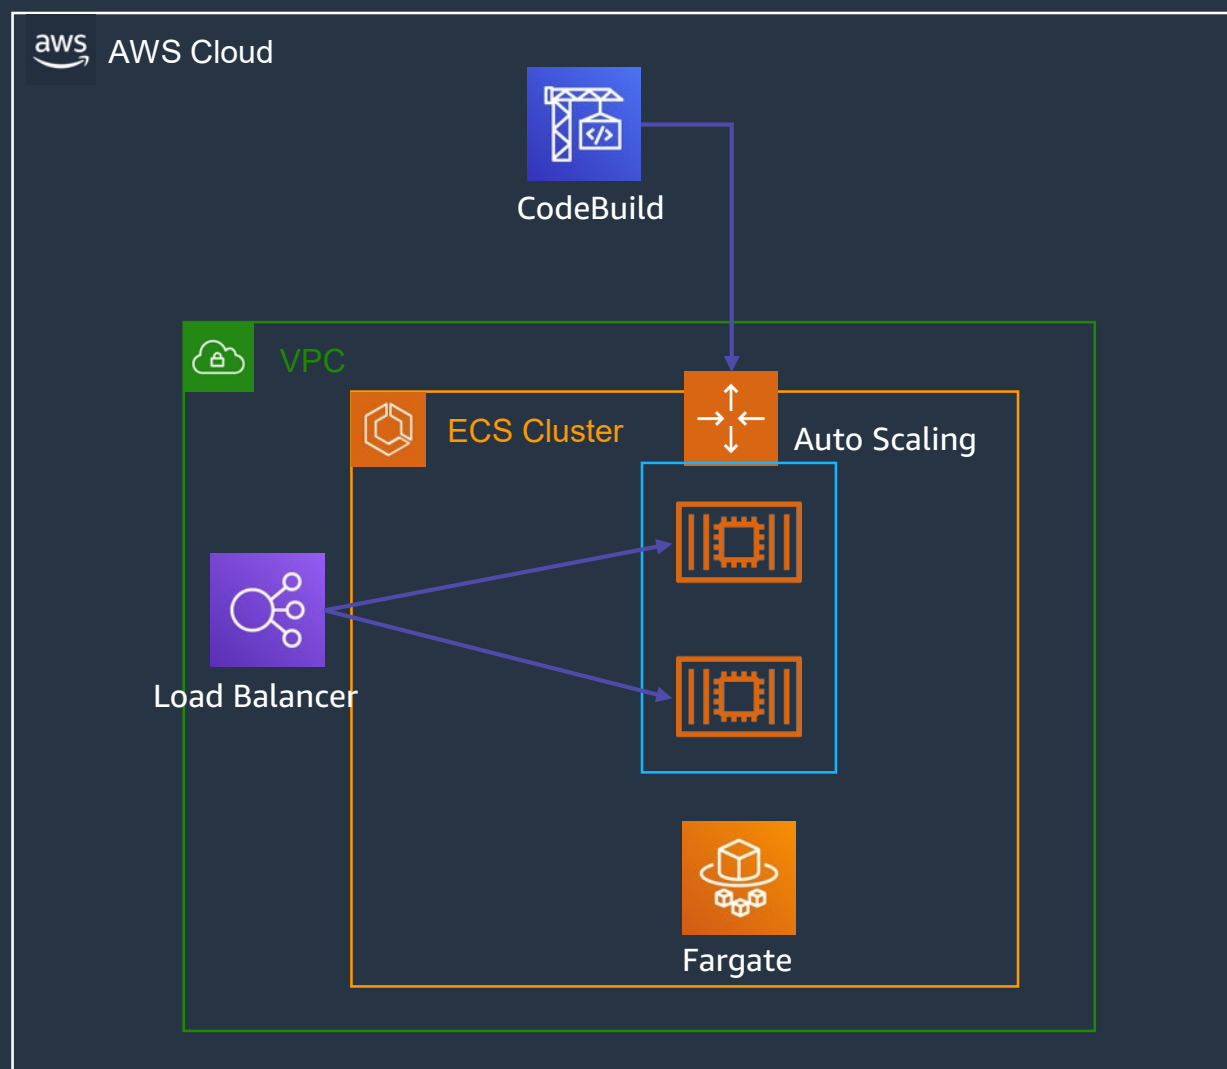 aws
AWS Cloud
</>
CodeBuild
VPC
ECS Cluster
Auto Scaling
Load Balancer
Fargate